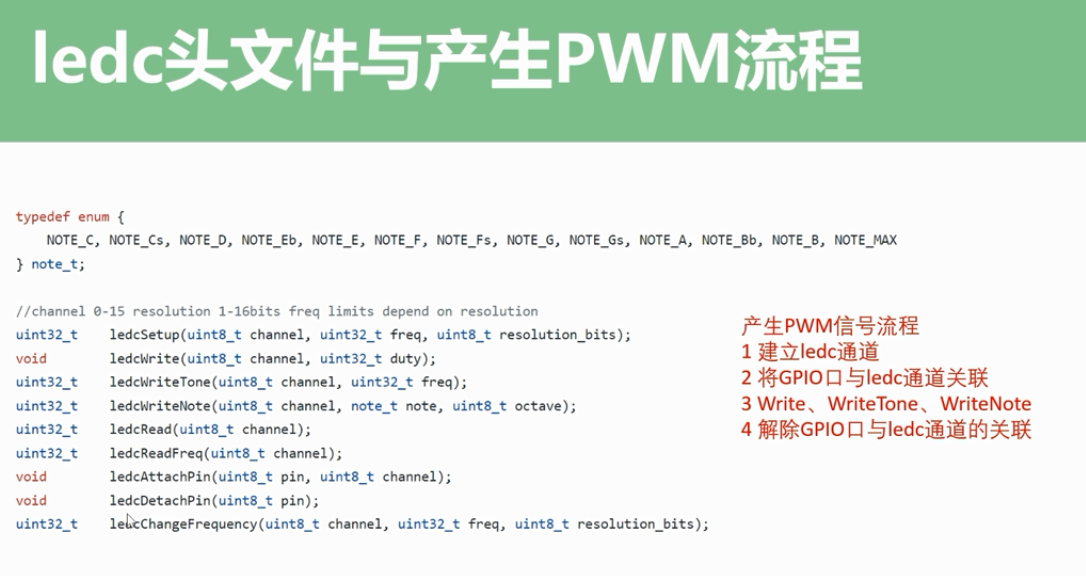 ledc头文件与产生PWM流程
typedef enum {
NOTE_C, NOTE_Cs, NOTE_D, NOTE_Eb, NOTE_E, NOTE_F, NOTE_Fs, NOTE_G, NOTE_Gs, NOTE_A, NOTE_Bb, NOTE_B, NOTE_MAX
} note_t;
//channel 0-15 resolution 1-16bits freq limits depend on resolution
uint32_t ledcSetup(uint8_t channel, uint32_t freq, uint8_t resolution_bits);
void ledcWrite(uint8_t channel, uint32_t duty);
uint32_t ledcWriteTone(uint8_t channel, uint32_t freq);
uint32_t ledcWriteNote(uint8_t channel, note_t note, uint8_t octave);
uint32_t ledcRead(uint8_t channel);
uint32_t ledcReadFreq(uint8_t channel);
void ledcAttachPin(uint8_t pin, uint8_t channel);
void ledcDetachPin(uint8_t pin);
uint32_t ledcChangeFrequency(uint8_t channel, uint32_t freq, uint8_t resolution_bits);
产生PWM信号流程
1 建立ledc通道
2 将GPIO口与ledc通道关联
3 Write、WriteTone、WriteNote
4 解除GPIO口与ledc通道的关联